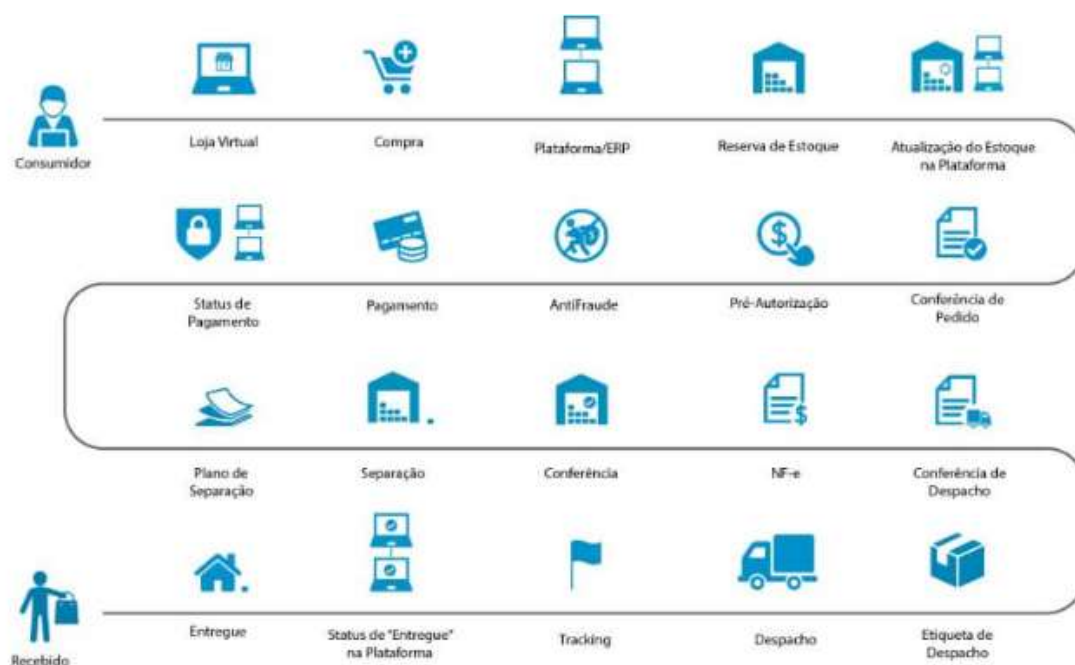 Consumidor
Loja Virtual
Compra
Plataforma/ERP
Reserva de Estoque
Atualização do Estoque
na Plataforma
Status de
Pagamento
Pagamento
AntiFraude
Pré-Autorização
Conferência de
Pedido
Plano de
Separação
Separação
Conferência
NF-e
Conferência de
Despacho
Recebido
Entregue
Status de "Entregue"
na Plataforma
Tracking
Despacho
Etiqueta de
Despacho